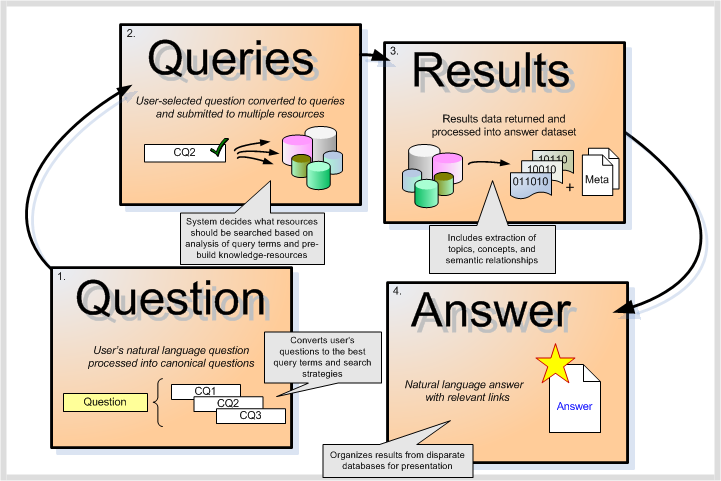 1.
Question
User's natural language question
processed into canonical questions
Question
CQ1
CQ2
CQ3
Converts user's
questions to the best
query terms and search
strategies
2.
Queries
User-selected question converted to queries
and submitted to multiple resources
CQ2
System decides what resources
should be searched based on
analysis of query terms and pre-
build knowledge-resources
3.
Results
Results data returned and
processed into answer dataset
10110
10010
011010
+
Meta
Includes extraction of
topics, concepts, and
semantic relationships
4.
Answer
Natural language answer
with relevant links
Answer
Organizes results from disparate
databases for presentation